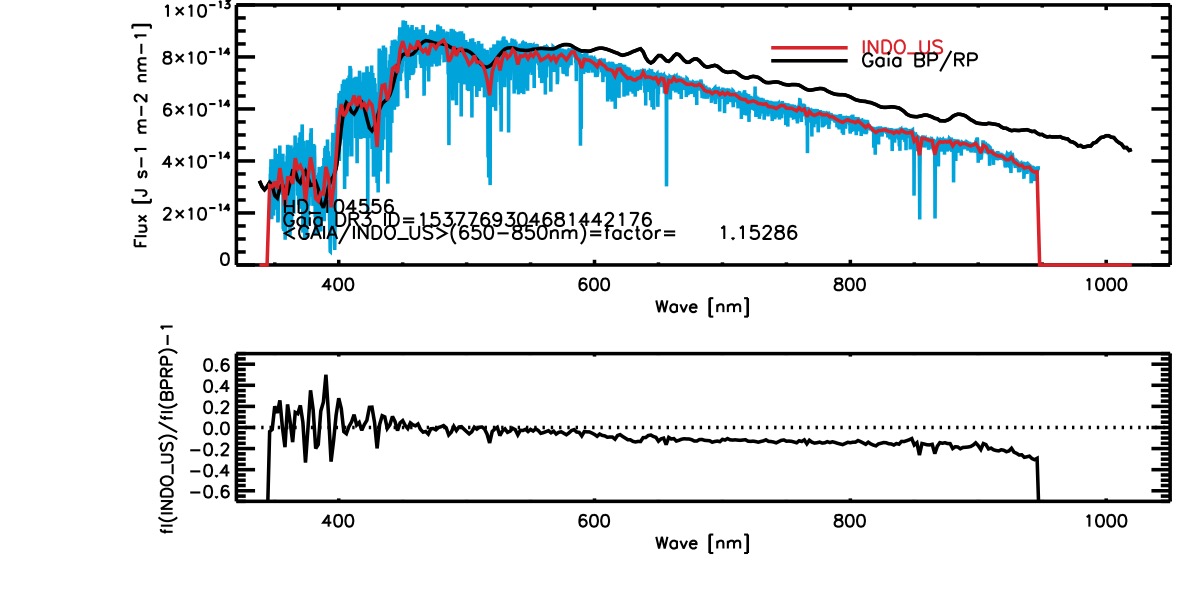 1×10−13
8×10−14
6×10−14
4×10−14
2×10−14
0
Flux [J s-1 m-2 nm-1]
INDO_US
Gaia BP/RP
HD_104556
Gaia DR3 ID=1537769304681442176
<GAIA/INDO_US>(650-850nm)=factor= 1.15286
400 600 800 1000
Wave [nm]
fl(INDO_US)/fl(BPRP)-1
0.6
0.4
0.2
0.0
-0.2
-0.4
-0.6
400 600 800 1000
Wave [nm]